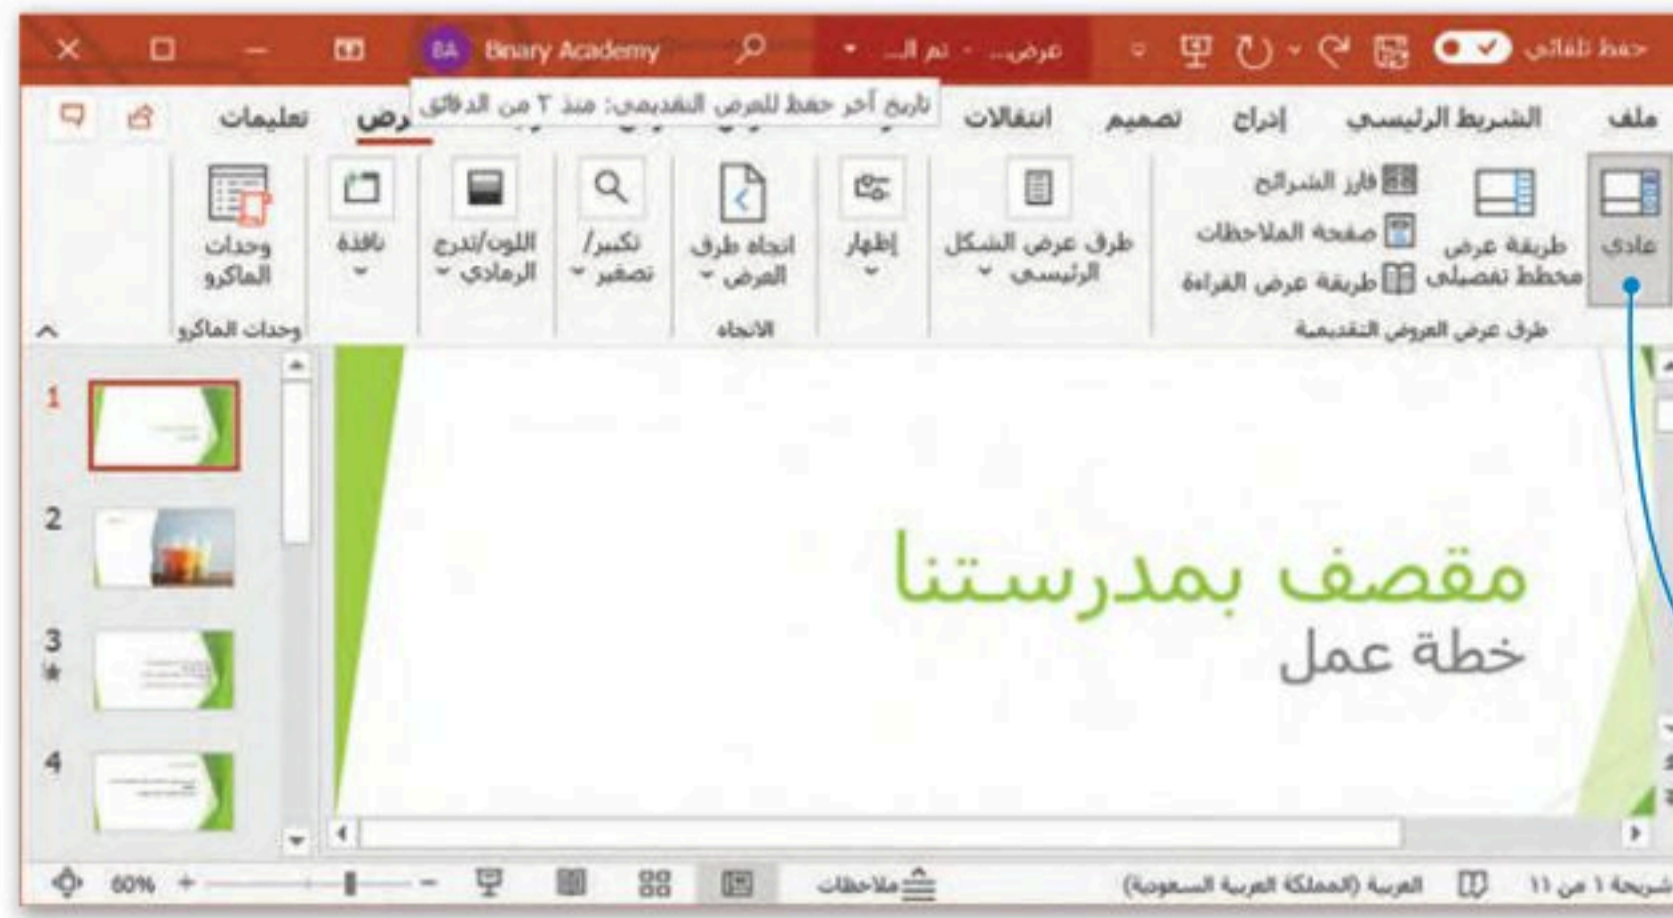 حفظ تلقائي
عرض... - تم الـ...
Binary Academy
BA
تاريخ آخر حفظ للعرض التقديمي: منذ ٢ من الدقائق
ملف
الشريط الرئيسي
إدراج
تصميم
انتقالات
تعليمات
عادي
طريقة عرض
مخطط تفصيلي
فارز الشرائح
صفحة الملاحظات
طريقة عرض القراءة
طرق عرض العروض التقديمية
طرق عرض الشكل
الرئيسي
إظهار
اتجاه طرف
العرض
الاتجاه
تكبير/
تصغير
اللون/تدرج
الرمادي
نافذة
وحدات
الماكرو
وحدات الماكرو
1
2
3
4
مقصف بمدرستنا
خطة عمل
شريحة ١ من ١١
العربية (المملكة العربية السعودية)
ملاحظات
60%